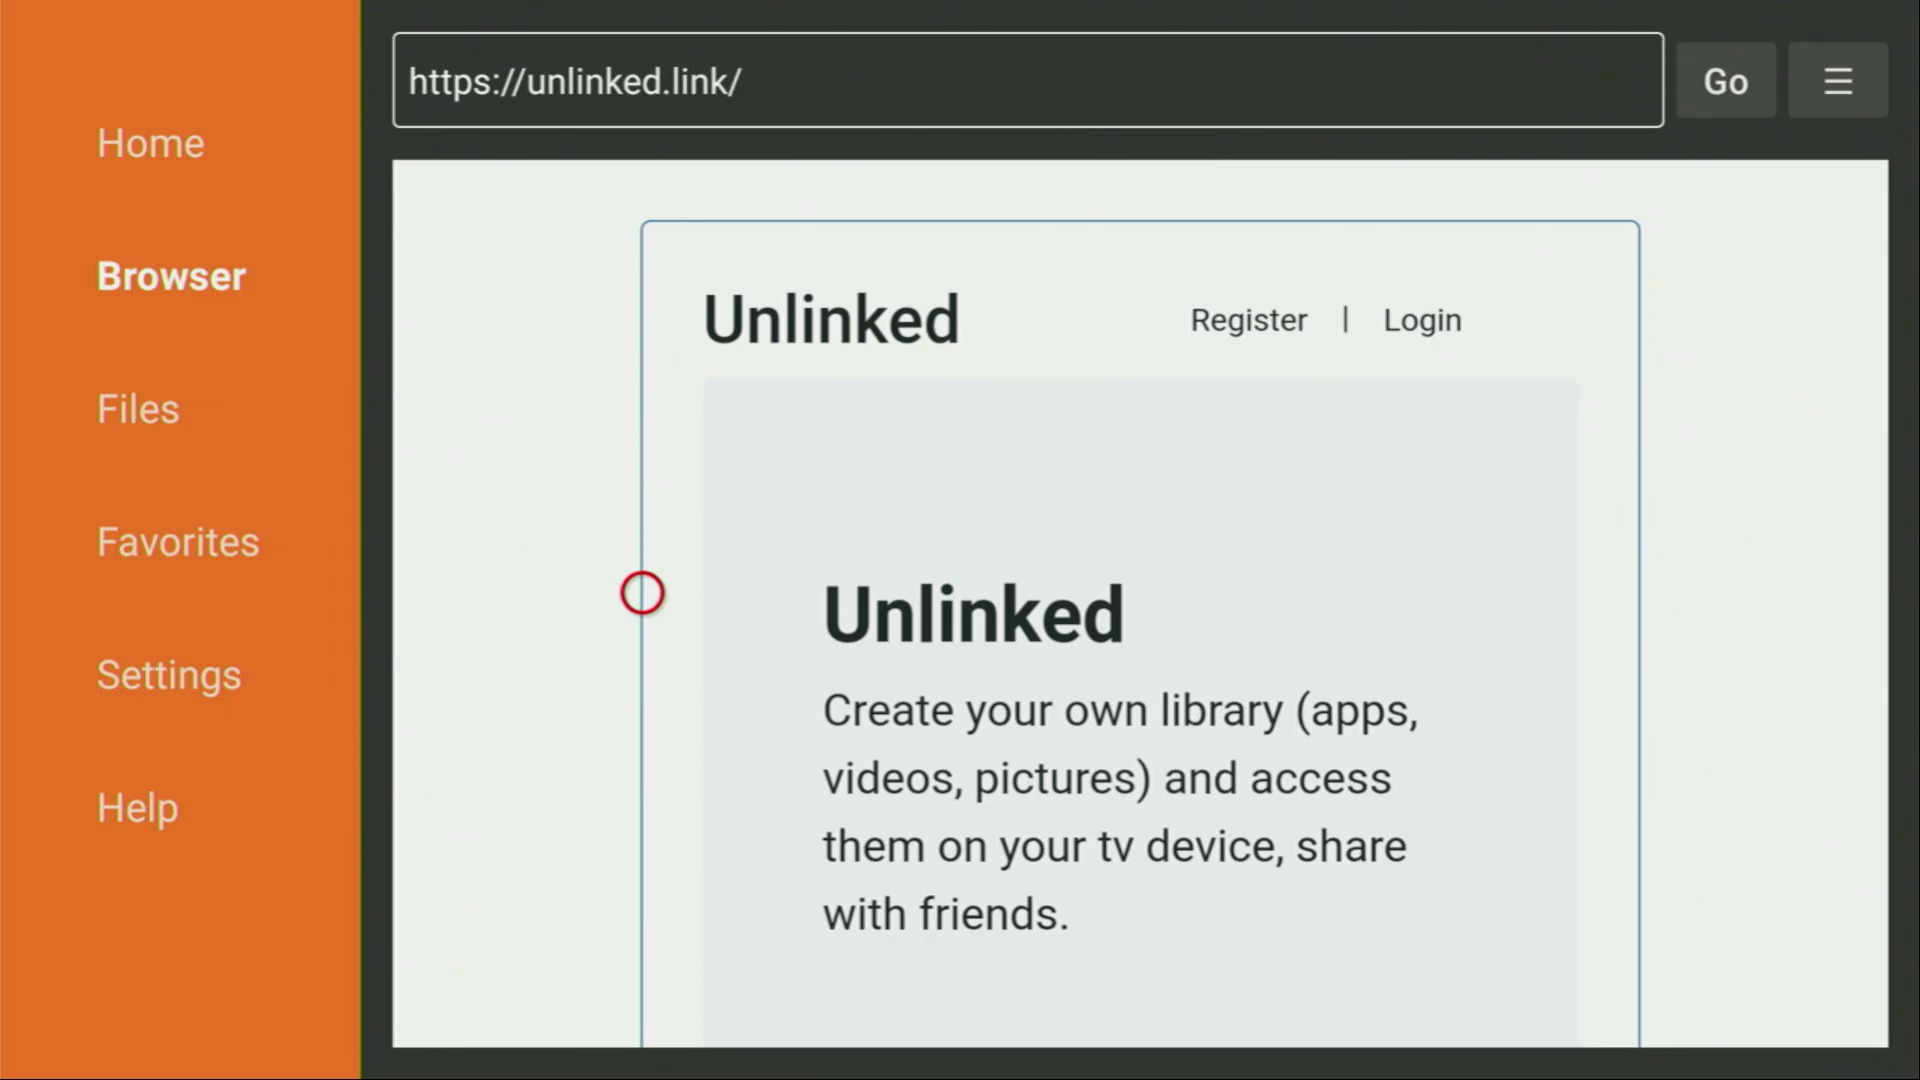 https://unlinked.link/
Go
Home
Browser
Files
Favorites
Settings
Help
Unlinked
Register | Login
Unlinked
Create your own library (apps,
videos, pictures) and access
them on your tv device, share
with friends.